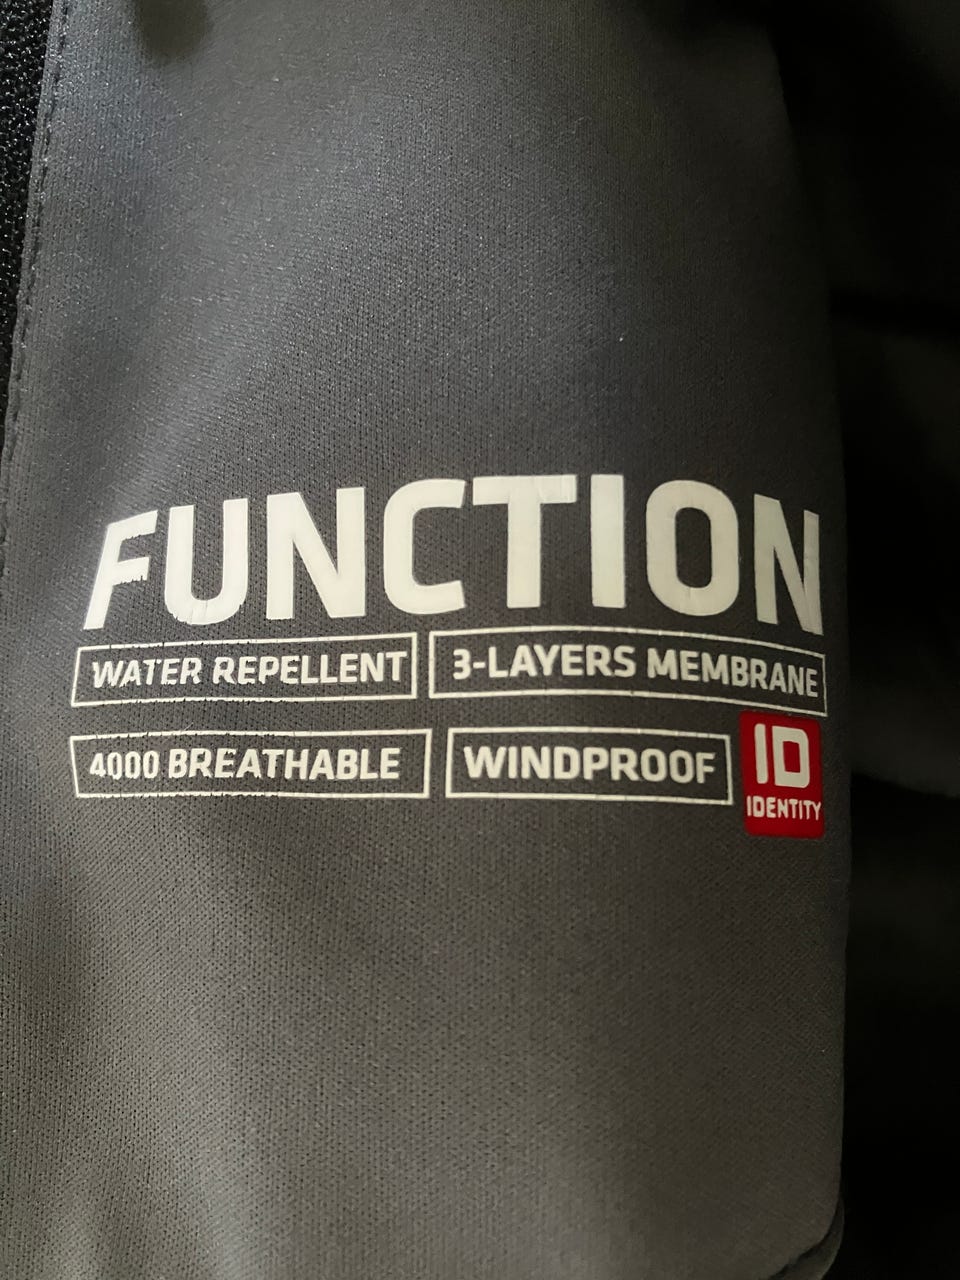 FUNCTION
WATER REPELLENT 3-LAYERS MEMBRANE
4000 BREATHABLE WINDPROOF
ID
IDENTITY